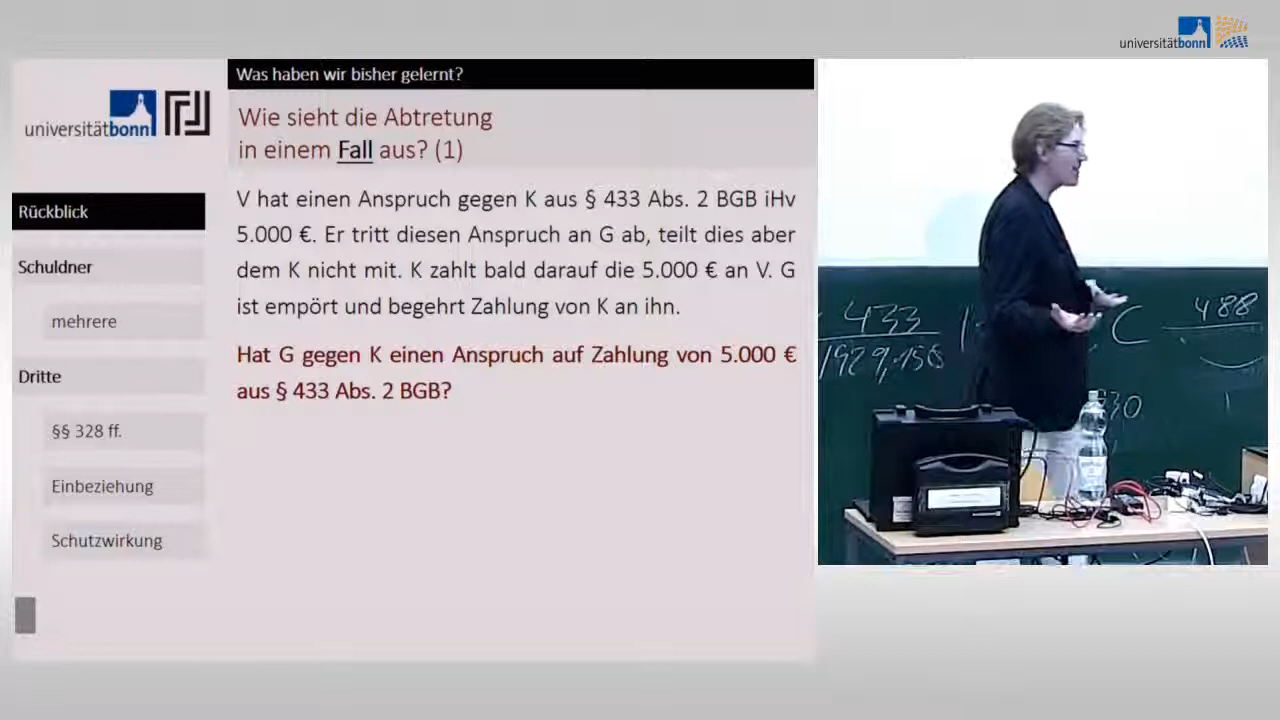 universitätbonn
Was haben wir bisher gelernt?
universitätbonn
Wie sieht die Abtretung
in einem Fall aus? (1)
V hat einen Anspruch gegen K aus § 433 Abs. 2 BGB iHv
5.000 €. Er tritt diesen Anspruch an G ab, teilt dies aber
dem K nicht mit. K zahlt bald darauf die 5.000 € an V. G
ist empört und begehrt Zahlung von K an ihn.
Hat G gegen K einen Anspruch auf Zahlung von 5.000 €
aus § 433 Abs. 2 BGB?
Rückblick
Schuldner
mehrere
Dritte
§§ 328 ff.
Einbeziehung
Schutzwirkung
433
C
488